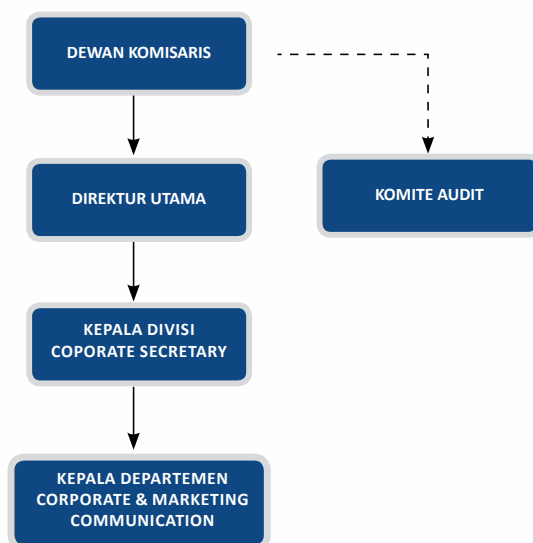 DEWAN KOMISARIS
DIREKTUR UTAMA
KOMITE AUDIT
KEPALA DIVISI
COPORATE SECRETARY
KEPALA DEPARTEMEN
CORPORATE & MARKETING
COMMUNICATION